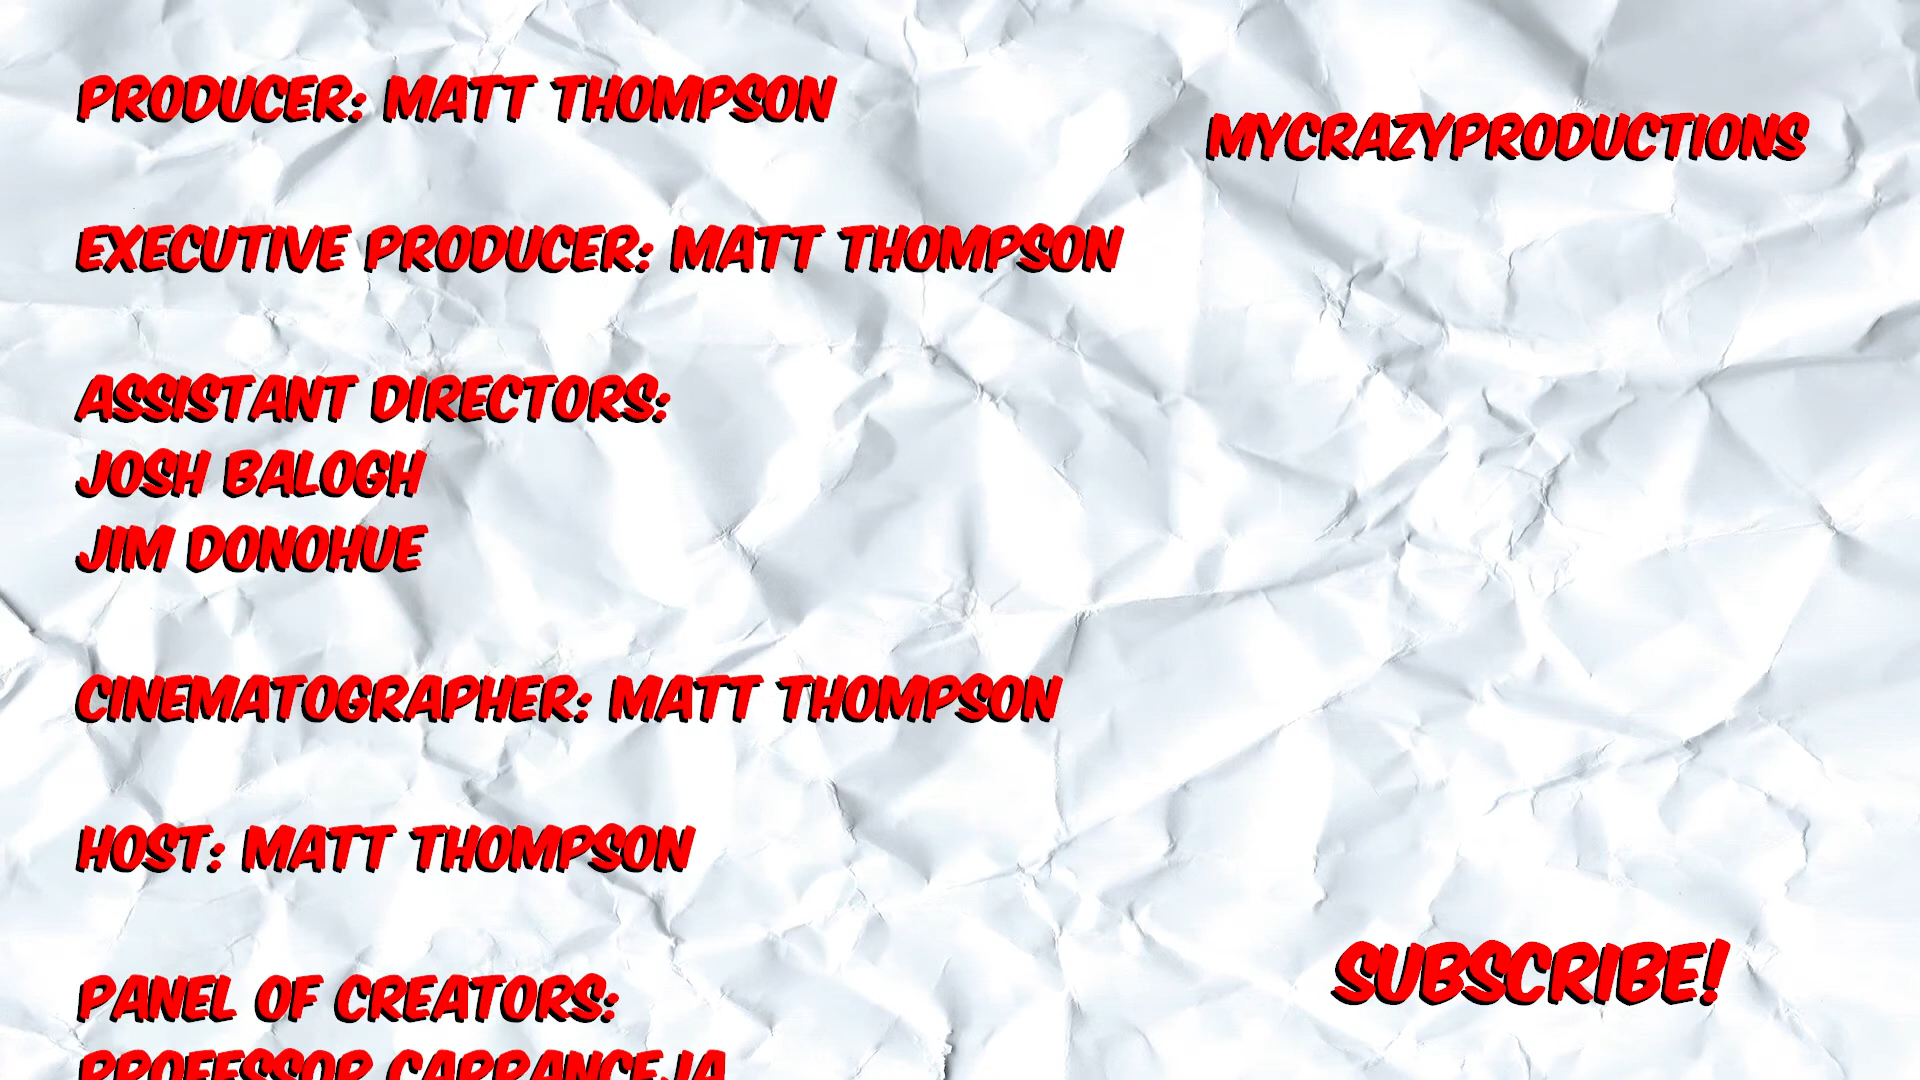 PRODUCER: MATT THOMPSON
MYCRAZYPRODUCTIONS
EXECUTIVE PRODUCER: MATT THOMPSON
ASSISTANT DIRECTORS:
JOSH BALOGH
JIM DONOHUE
CINEMATOGRAPHER: MATT THOMPSON
HOST: MATT THOMPSON
PANEL OF CREATORS:
PROFESSOR
SUBSCRIBE!